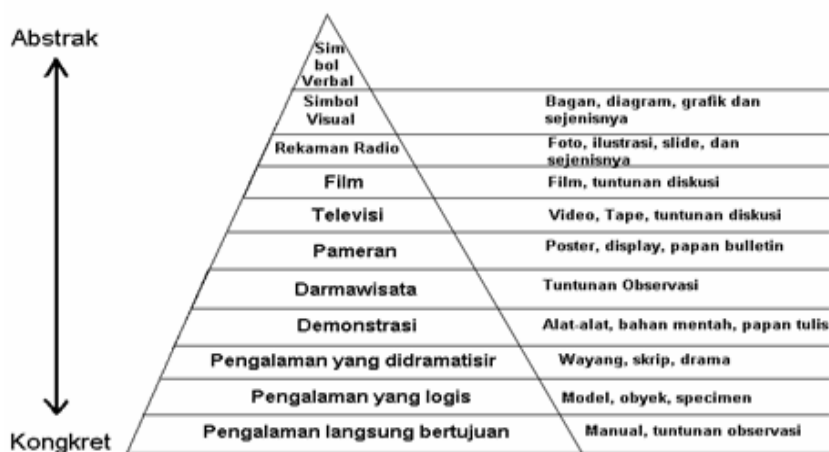 Abstrak
Sim
bol
Verbal
Simbol
Visual
Bagan, diagram, grafik dan
sejenisnya
Rekaman Radio
Foto, ilustrasi, slide, dan
sejenisnya
Film
Film, tuntunan diskusi
Televisi
Video, Tape, tuntunan diskusi
Pameran
Poster, display, papan bulletin
Darmawisata
Tuntunan Observasi
Demonstrasi
Alat-alat, bahan mentah, papan tulis
Pengalaman yang didramatisir
Wayang, skrip, drama
Pengalaman yang logis
Model, obyek, specimen
Kongkret
Pengalaman langsung bertujuan
Manual, tuntunan observasi